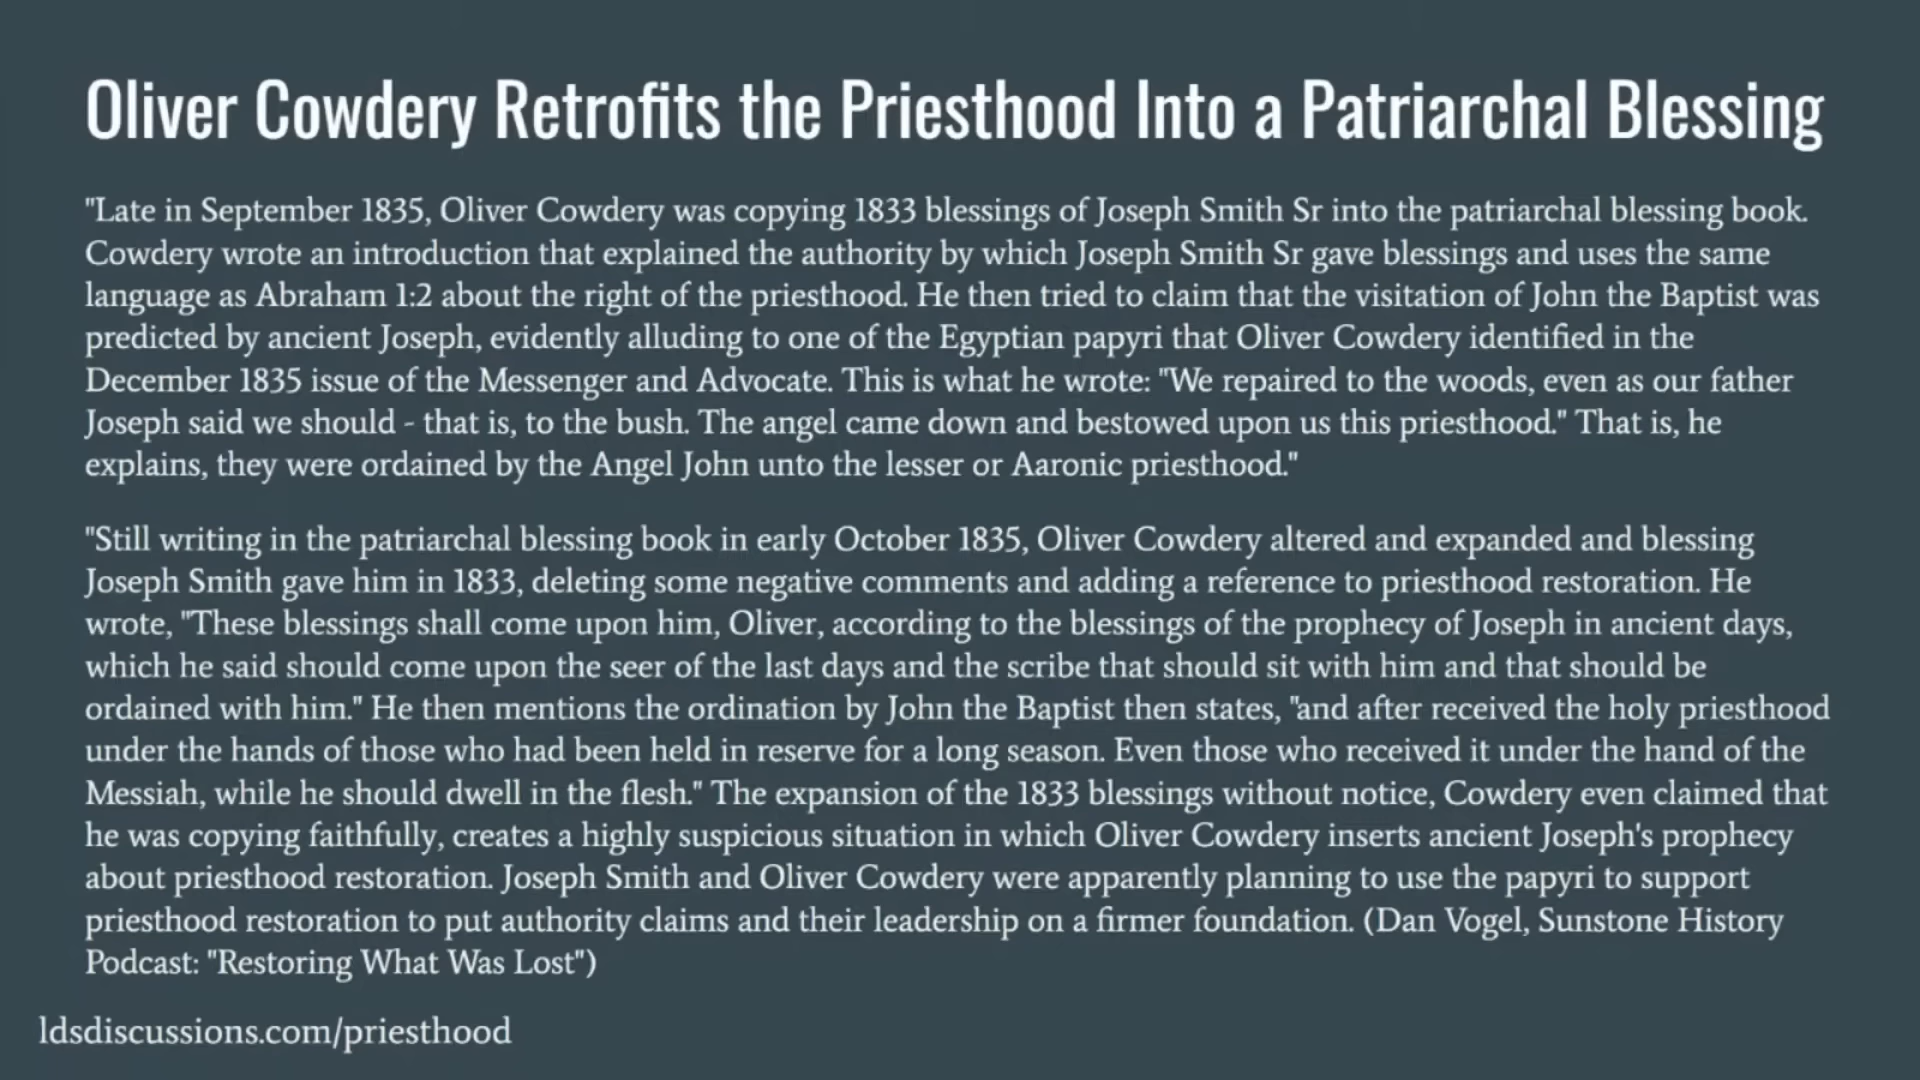 Oliver Cowdery Retrofits the Priesthood Into a Patriarchal Blessing
"Late in September 1835, Oliver Cowdery was copying 1833 blessings of Joseph Smith Sr into the patriarchal blessing book.
Cowdery wrote an introduction that explained the authority by which Joseph Smith Sr gave blessings and uses the same
language as Abraham 1:2 about the right of the priesthood. He then tried to claim that the visitation of John the Baptist was
predicted by ancient Joseph, evidently alluding to one of the Egyptian papyri that Oliver Cowdery identified in the
December 1835 issue of the Messenger and Advocate. This is what he wrote: "We repaired to the woods, even as our father
Joseph said we should - that is, to the bush. The angel came down and bestowed upon us this priesthood." That is, he
explains, they were ordained by the Angel John unto the lesser or Aaronic priesthood."
"Still writing in the patriarchal blessing book in early October 1835, Oliver Cowdery altered and expanded and blessing
Joseph Smith gave him in 1833, deleting some negative comments and adding a reference to priesthood restoration. He
wrote, "These blessings shall come upon him, Oliver, according to the blessings of the prophecy of Joseph in ancient days,
which he said should come upon the seer of the last days and the scribe that should sit with him and that should be
ordained with him." He then mentions the ordination by John the Baptist then states, "and after received the holy priesthood
under the hands of those who had been held in reserve for a long season. Even those who received it under the hand of the
Messiah, while he should dwell in the flesh." The expansion of the 1833 blessings without notice, Cowdery even claimed that
he was copying faithfully, creates a highly suspicious situation in which Oliver Cowdery inserts ancient Joseph's prophecy
about priesthood restoration. Joseph Smith and Oliver Cowdery were apparently planning to use the papyri to support
priesthood restoration to put authority claims and their leadership on a firmer foundation. (Dan Vogel, Sunstone History
Podcast: "Restoring What Was Lost")
ldsdiscussions.com/priesthood